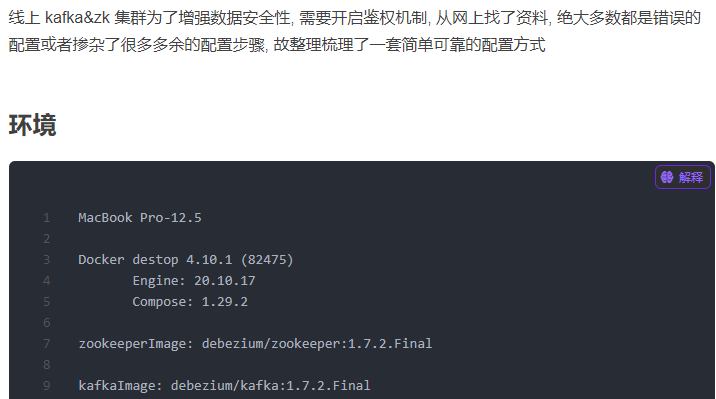 线上 kafka&zk 集群为了增强数据安全性, 需要开启鉴权机制, 从网上找了资料, 绝大多数都是错误的
配置或者掺杂了很多多余的配置步骤, 故整理梳理了一套简单可靠的配置方式
环境
解释
1 MacBook Pro-12.5
2
3 Docker destop 4.10.1 (82475)
4 Engine: 20.10.17
5 Compose: 1.29.2
6
7 zookeeperImage: debezium/zookeeper:1.7.2.Final
8
9 kafkaImage: debezium/kafka:1.7.2.Final